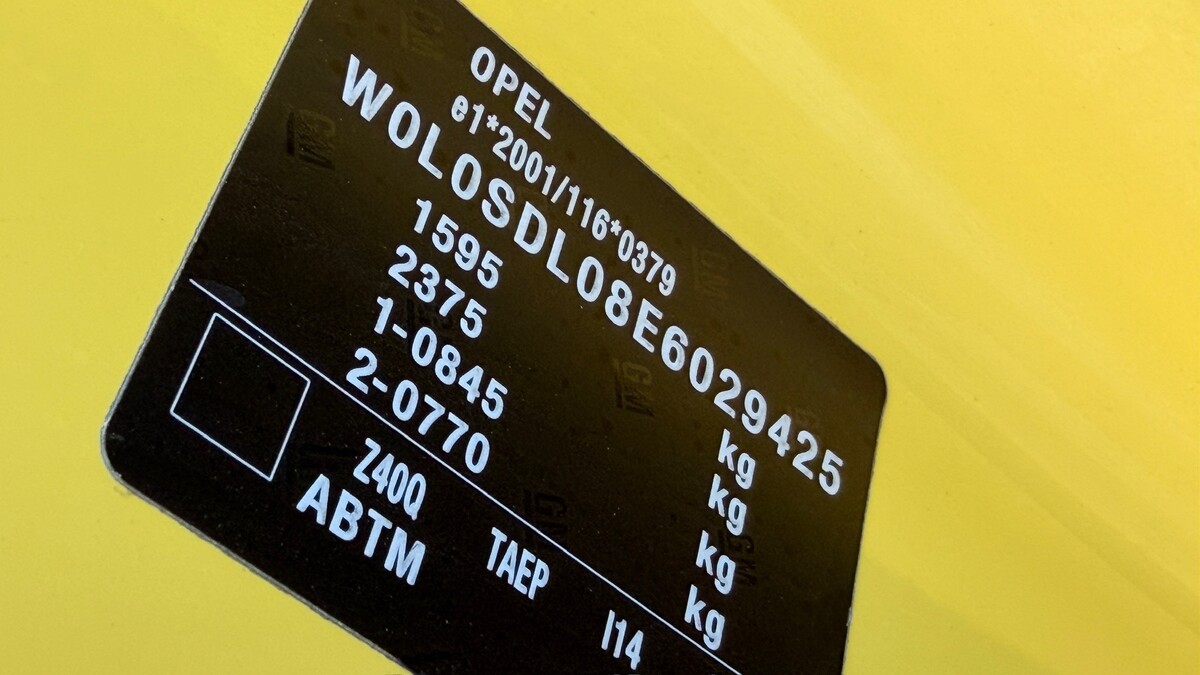 OPEL
e1*2001/116*0379
W0L0SDL08E6029425
1595 kg
2375 kg
1-0845 kg
2-0770 kg
Z40Q TAEP I14
ABTM